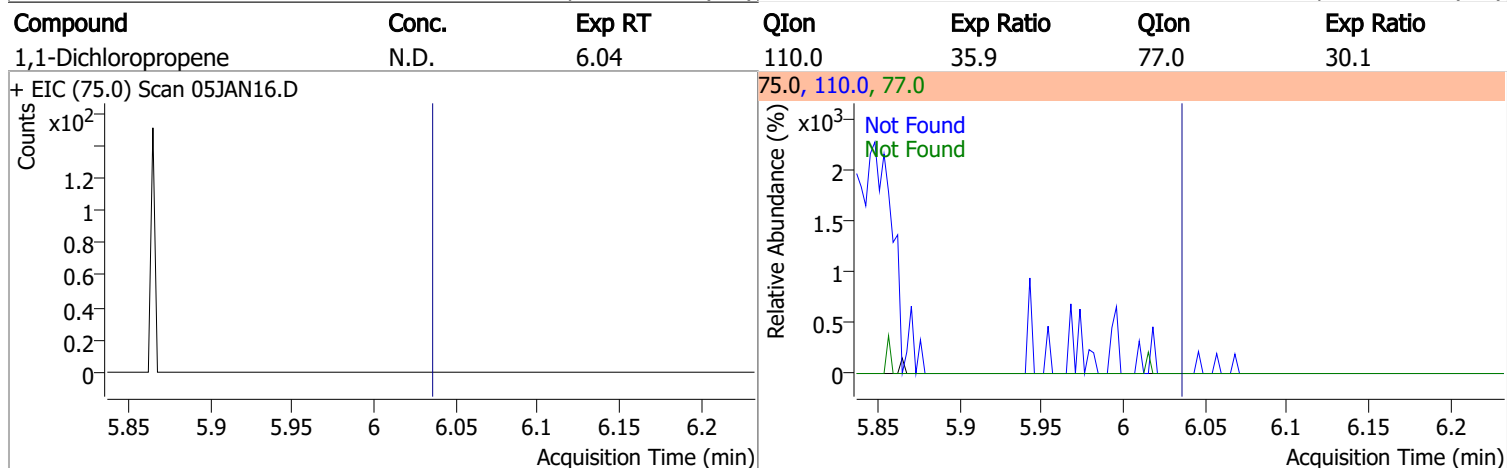 Compound Conc. Exp RT QIon Exp Ratio QIon Exp Ratio
1,1-Dichloropropene N.D. 6.04 110.0 35.9 77.0 30.1
+ EIC (75.0) Scan 05JAN16.D
Counts
x10²
1.2
1
0.8
0.6
0.4
0.2
0
5.85 5.9 5.95 6 6.05 6.1 6.15 6.2
Acquisition Time (min)
75.0, 110.0, 77.0
Relative Abundance (%)
x10³
Not Found
Not Found
2
1.5
1
0.5
0
5.85 5.9 5.95 6 6.05 6.1 6.15 6.2
Acquisition Time (min)